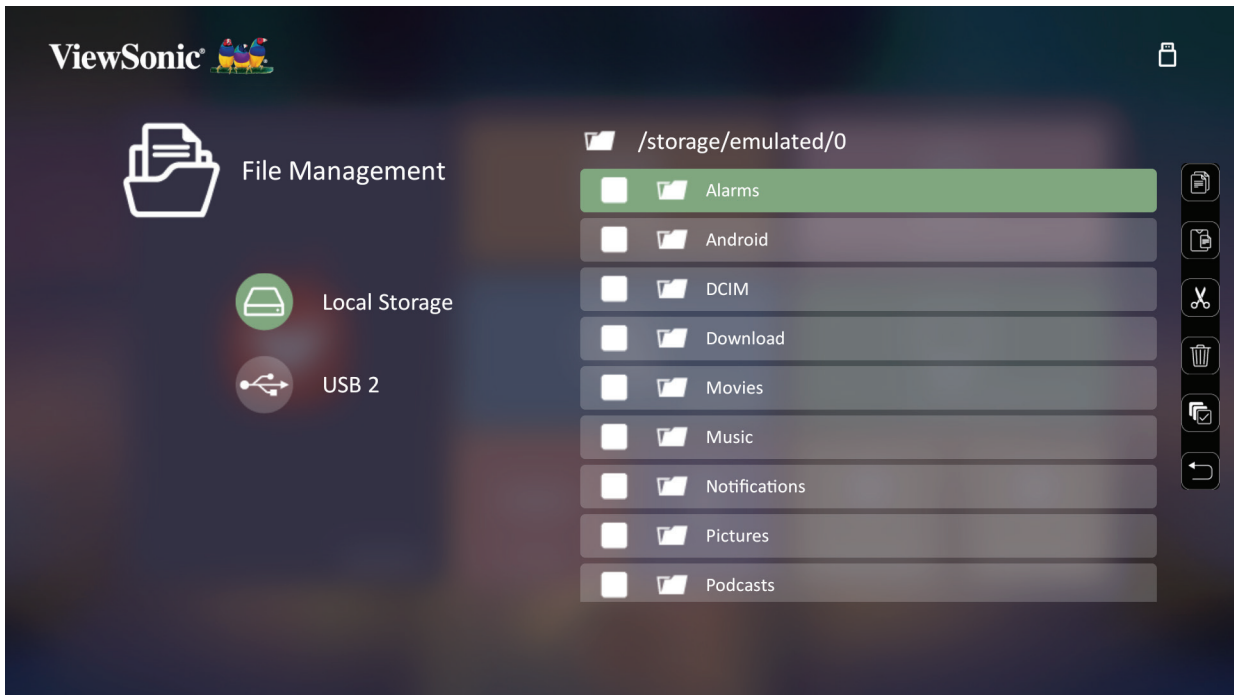 ViewSonic®
File Management
Local Storage
USB 2
/storage/emulated/0
Alarms
Android
DCIM
Download
Movies
Music
Notifications
Pictures
Podcasts